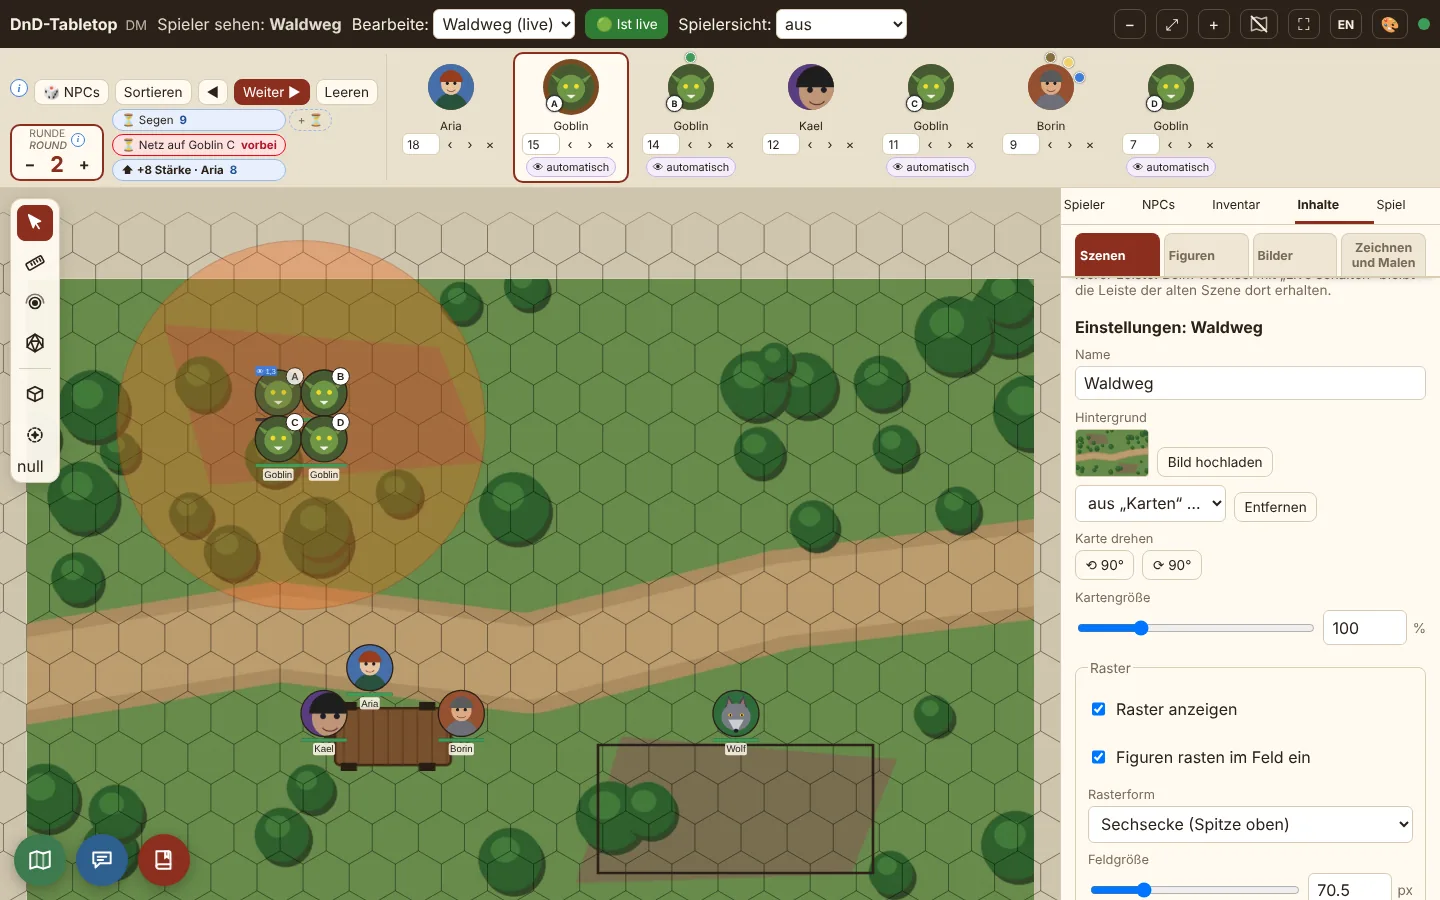 DnD-Tabletop DM Spieler sehen: Waldweg Bearbeite: Waldweg (live) Ist live Spielersicht: aus − + EN
NPCs Sortieren ◀ Weiter ▶ Leeren
RUNDE
ROUND
− 2 +
Segen 9
+
Netz auf Goblin C vorbei
+8 Stärke · Aria 8
Aria
18 ‹ › ×
A
Goblin
15 ‹ › ×
automatisch
B
Goblin
14 ‹ › ×
automatisch
Kael
12 ‹ › ×
C
Goblin
11 ‹ › ×
automatisch
Borin
9 ‹ › ×
D
Goblin
7 ‹ › ×
automatisch
null
1,3
A B
C D
Goblin Goblin
Aria
Kael Borin
Wolf
Spieler NPCs Inventar Inhalte Spiel
Szenen Figuren Bilder Zeichnen
und Malen
die Leiste der alten Szene dort erhalten.
Einstellungen: Waldweg
Name
Waldweg
Hintergrund
Bild hochladen
aus „Karten“ ... Entfernen
Karte drehen
⟲ 90° ⟳ 90°
Kartengröße
100 %
Raster
Raster anzeigen
Figuren rasten im Feld ein
Rasterform
Sechsecke (Spitze oben)
Feldgröße
70.5 px